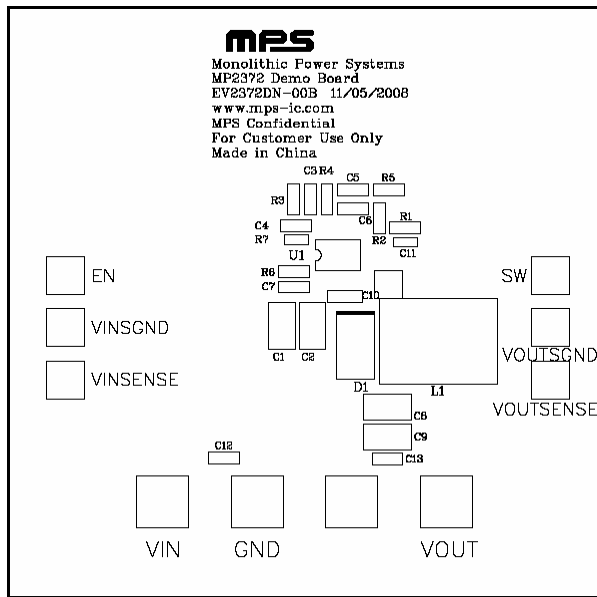 MPS
Monolithic Power Systems
MP2372 Demo Board
EV2372DN-00B 11/05/2008
www.mps-ic.com
MPS Confidential
For Customer Use Only
Made in China
C3 R4
C5
R5
R3
C4
C6
R1
R7
R2
C11
U1
R6
C7
C10
EN
SW
VINSGND
VOUTSGND
C1
C2
VINSENSE
D1
L1
VOUTSENSE
C8
C9
C12
C13
VIN
GND
VOUT